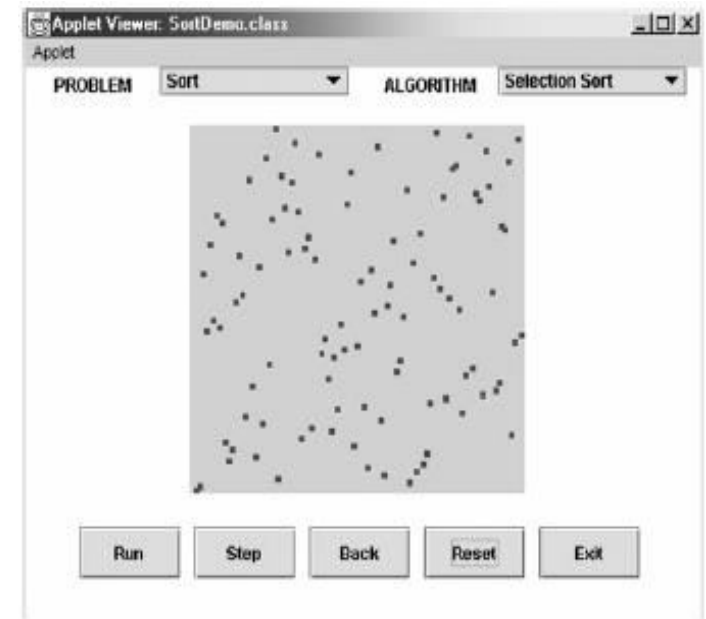 Applet Viewer: SortDemo.class
Applet
PROBLEM Sort ALGORITHM Selection Sort
Run Step Back Reset Exit